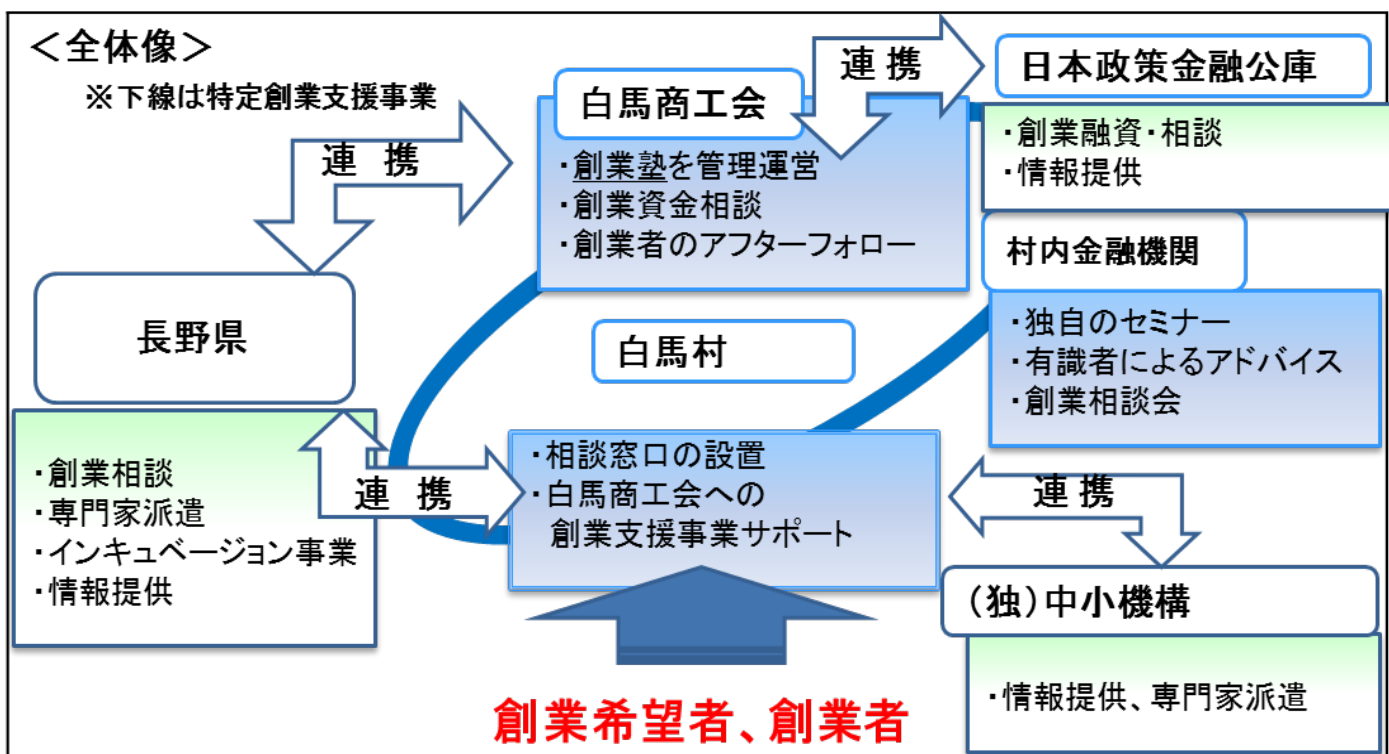 ＜全体像＞
※下線は特定創業支援事業
連携
白馬商工会
・創業塾を管理運営
・創業資金相談
・創業者のアフターフォロー
連携
日本政策金融公庫
・創業融資・相談
・情報提供
村内金融機関
・独自のセミナー
・有識者によるアドバイス
・創業相談会
長野県
・創業相談
・専門家派遣
・インキュベージョン事業
・情報提供
連携
白馬村
・相談窓口の設置
・白馬商工会への
創業支援事業サポート
連携
（独）中小機構
・情報提供、専門家派遣
創業希望者、創業者